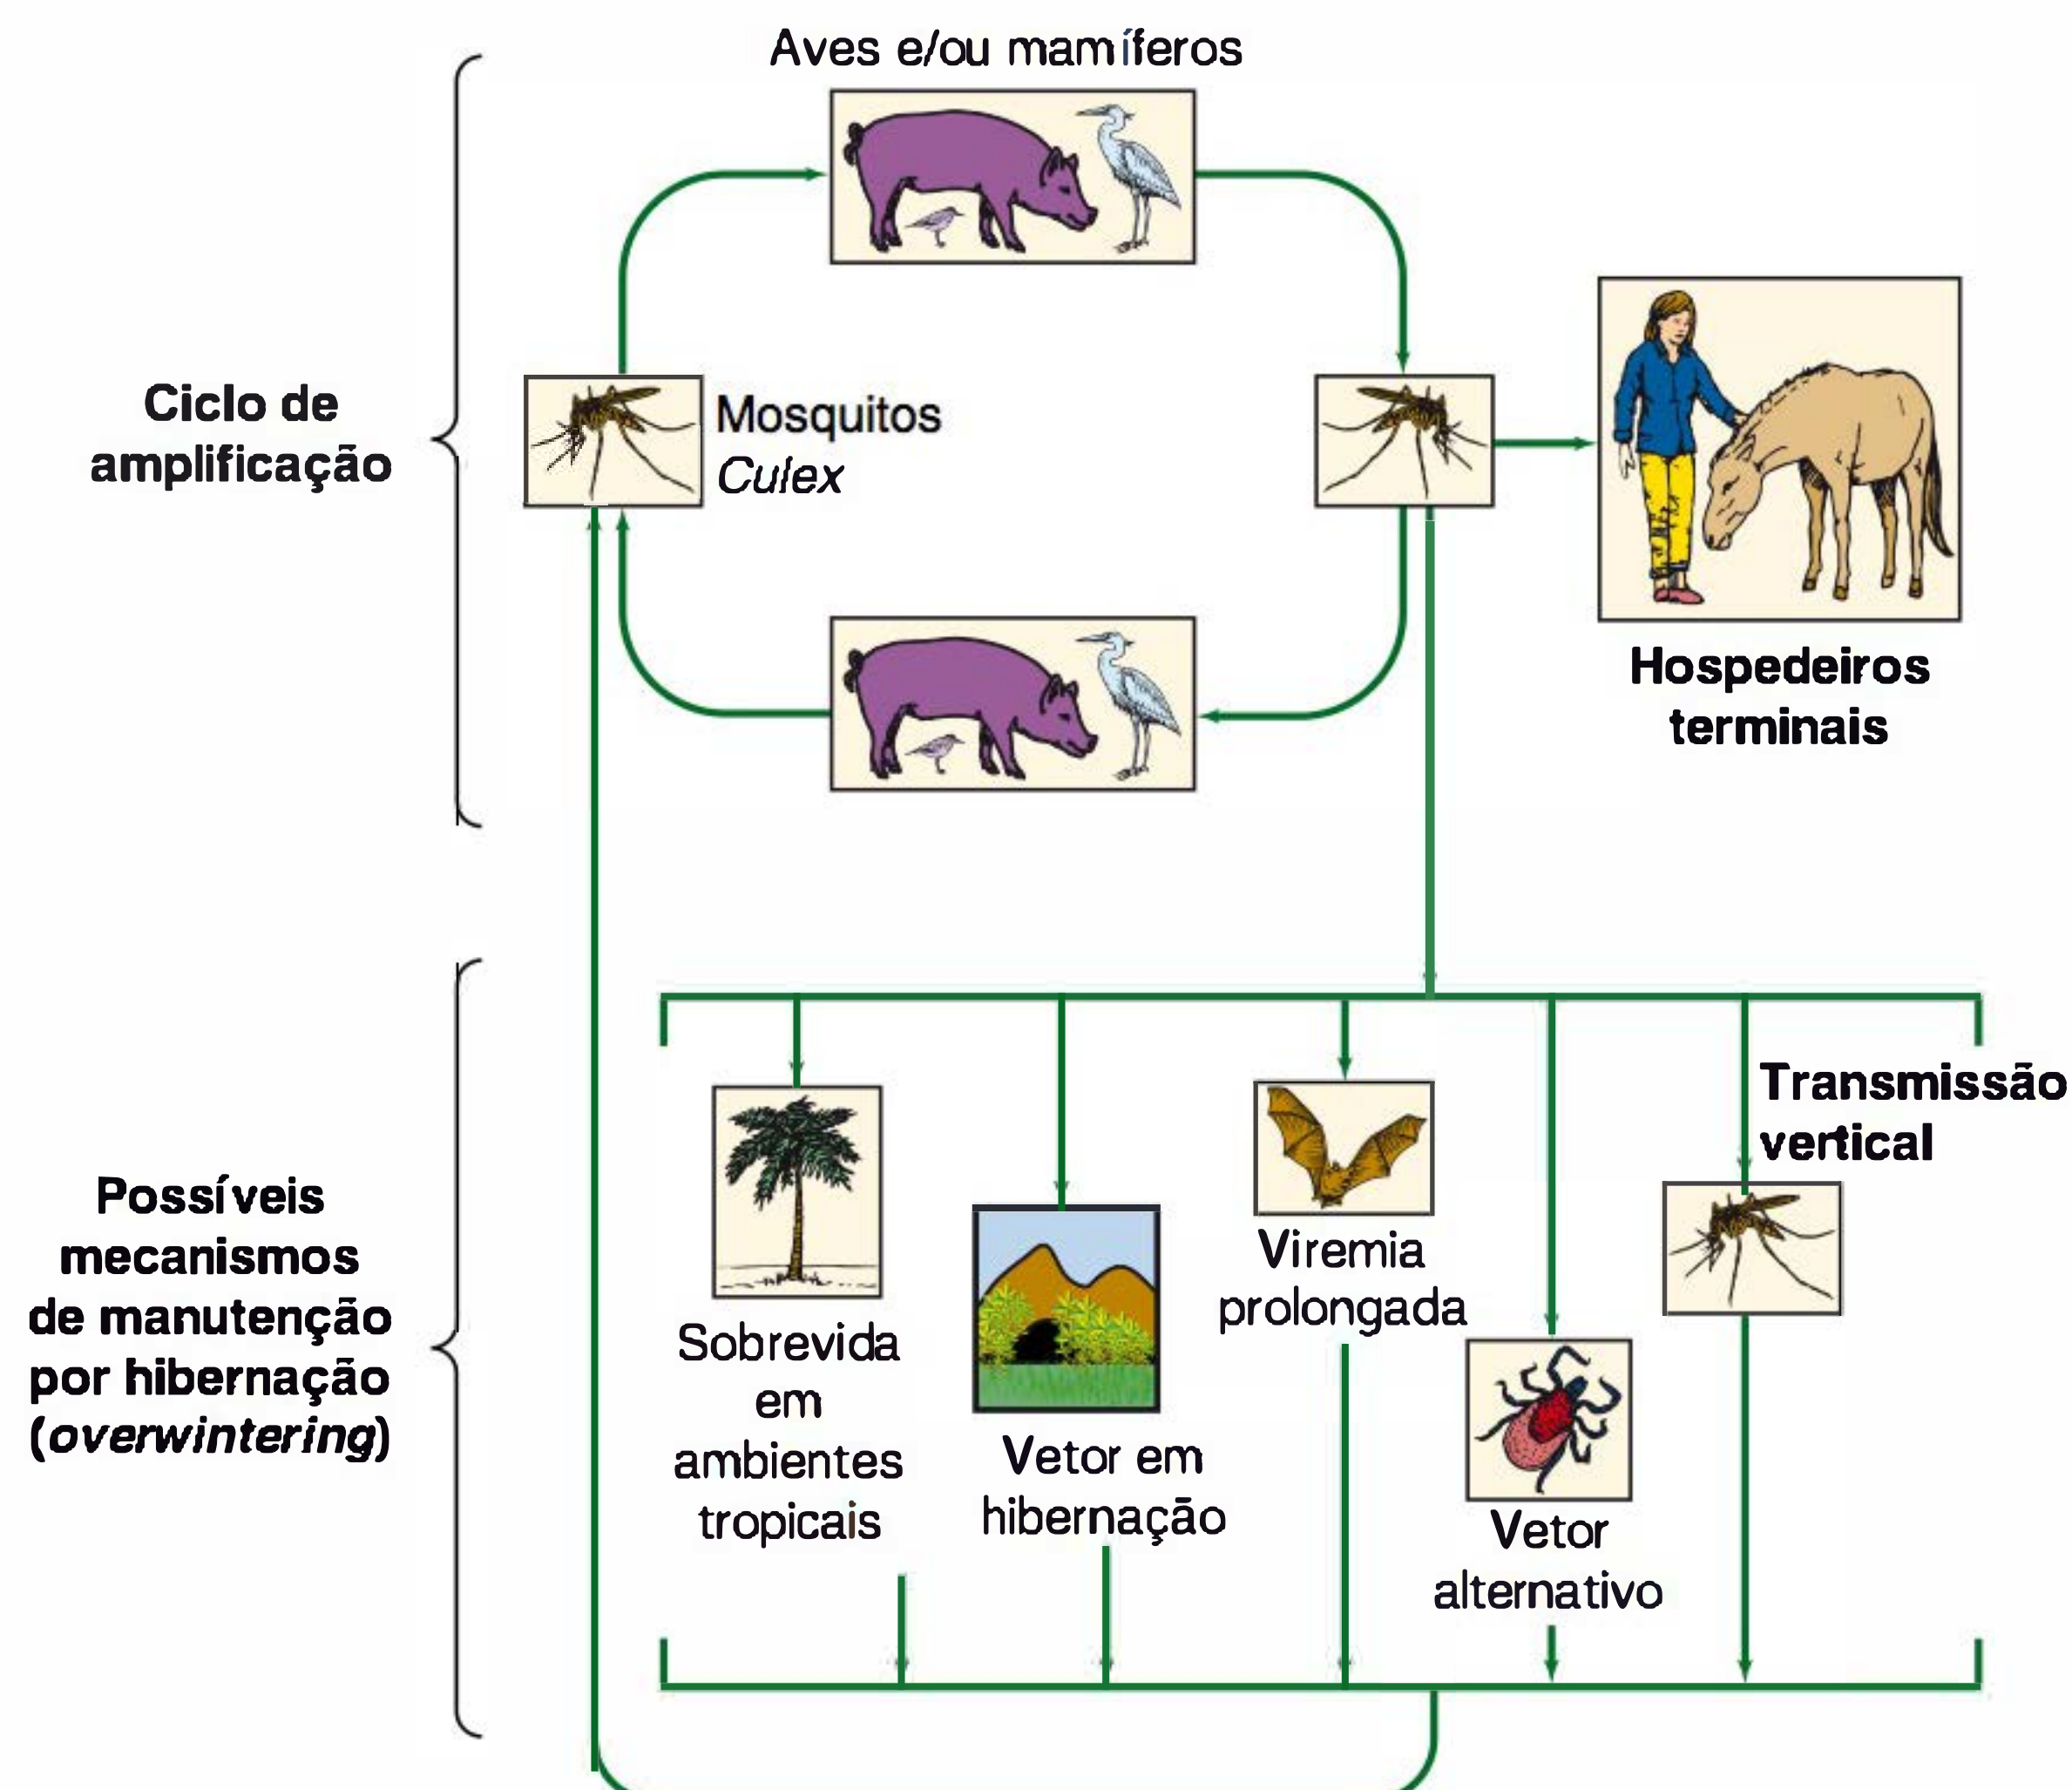 Aves e/ou mamíferos
Ciclo de
amplificação
Mosquitos
Culex
Hospedeiros
terminais
Possíveis
mecanismos
de manutenção
por hibernação
(overwintering)
Sobrevida
em
ambientes
tropicais
Vetor em
hibernação
Viremia
prolongada
Vetor
alternativo
Transmissão
vertical